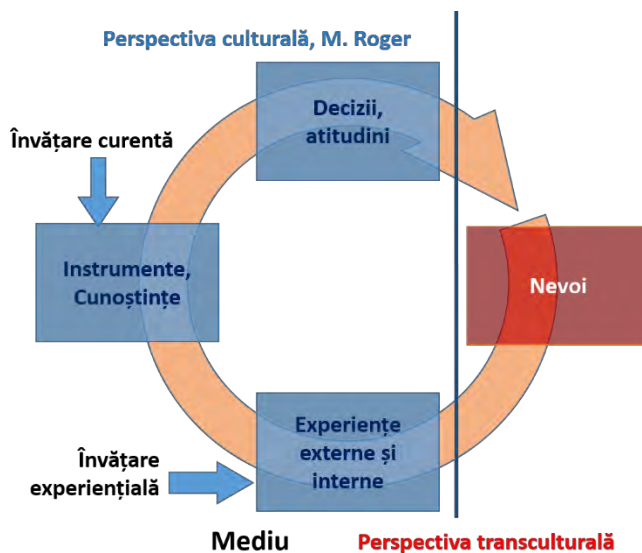 Perspectiva culturală, M. Roger
Decizii,
atitudini
Învățare curentă
Instrumente,
Cunoștințe
Nevoi
Experiențe
externe și
interne
Învățare
experiențială
Mediu
Perspectiva transculturală